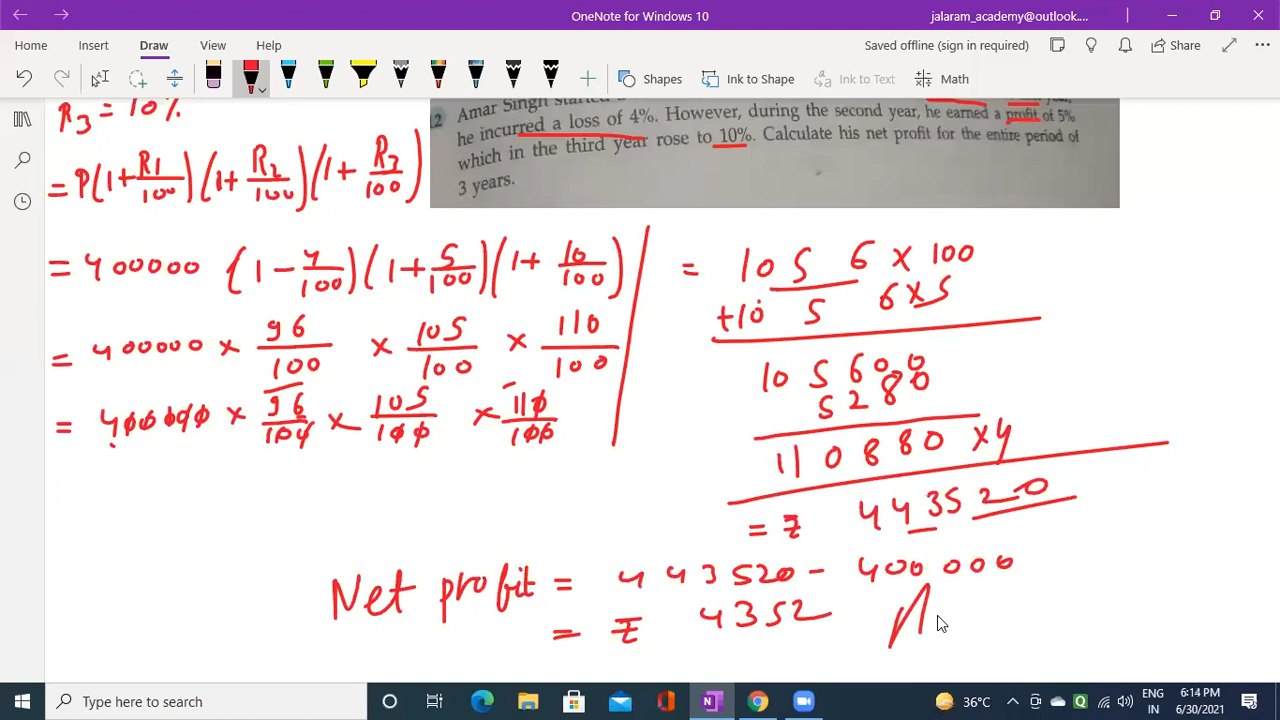 OneNote for Windows 10
jalaram_academy@outlook....
Home Insert Draw View Help
Saved offline (sign in required)
Share
Shapes
Ink to Shape
Ink to Text
Math
R3 = 10%
2 Amar Singh started
he incurred a loss of 4%. However, during the second year, he earned a profit of 5%
which in the third year rose to 10%. Calculate his net profit for the entire period of
3 years.
= P(1+R1/100)(1+R2/100)(1+R3/100)
= 400000 (1-4/100)(1+5/100)(1+10/100)
= 400000 × 96/100 × 105/100 × 110/100
= 400000 × 96/100 × 105/100 × 110/100
= 1056 × 100
+10 5 6×5
105600
5280
110880 ×4
= ₹ 443520
Net profit = 443520 - 400000
= ₹ 4352
Type here to search
36°C
ENG
IN
6:14 PM
6/30/2021